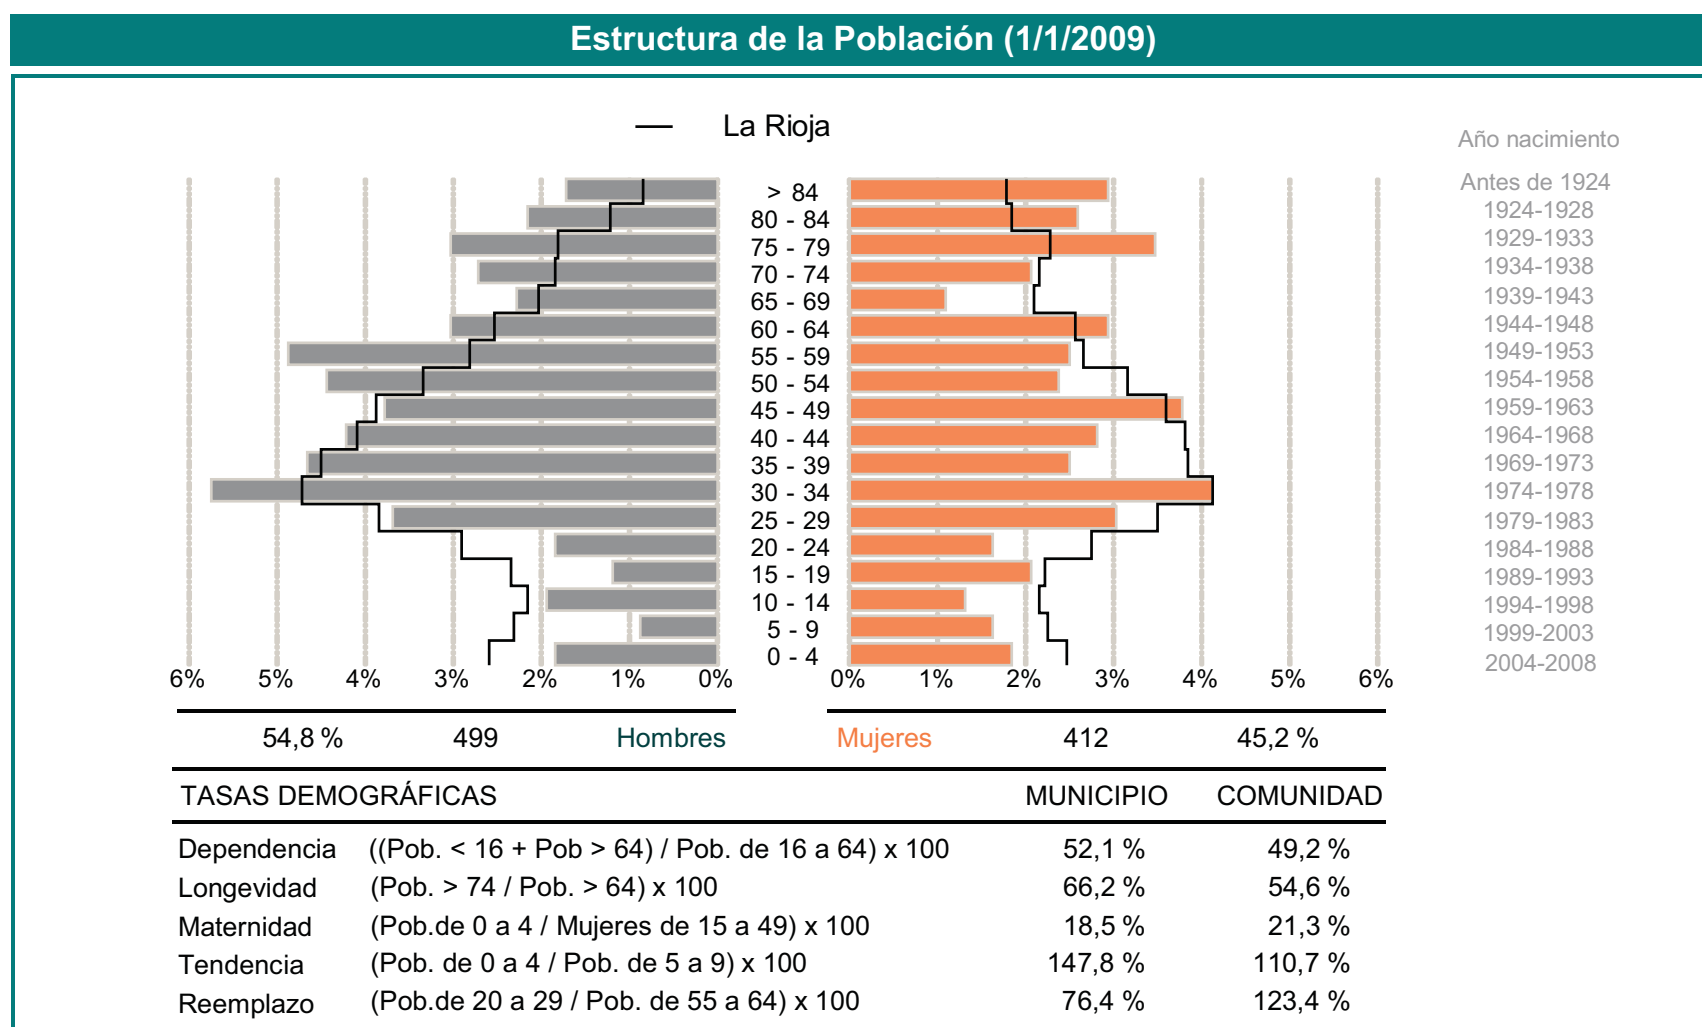 Estructura de la Población (1/1/2009)
La Rioja
Año nacimiento
> 84 Antes de 1924
80 - 84 1924-1928
75 - 79 1929-1933
70 - 74 1934-1938
65 - 69 1939-1943
60 - 64 1944-1948
55 - 59 1949-1953
50 - 54 1954-1958
45 - 49 1959-1963
40 - 44 1964-1968
35 - 39 1969-1973
30 - 34 1974-1978
25 - 29 1979-1983
20 - 24 1984-1988
15 - 19 1989-1993
10 - 14 1994-1998
5 - 9 1999-2003
0 - 4 2004-2008
6% 5% 4% 3% 2% 1% 0% 0% 1% 2% 3% 4% 5% 6%
54,8 % 499 Hombres Mujeres 412 45,2 %
TASAS DEMOGRÁFICAS MUNICIPIO COMUNIDAD
Dependencia ((Pob. < 16 + Pob > 64) / Pob. de 16 a 64) x 100 52,1 % 49,2 %
Longevidad (Pob. > 74 / Pob. > 64) x 100 66,2 % 54,6 %
Maternidad (Pob.de 0 a 4 / Mujeres de 15 a 49) x 100 18,5 % 21,3 %
Tendencia (Pob. de 0 a 4 / Pob. de 5 a 9) x 100 147,8 % 110,7 %
Reemplazo (Pob.de 20 a 29 / Pob. de 55 a 64) x 100 76,4 % 123,4 %